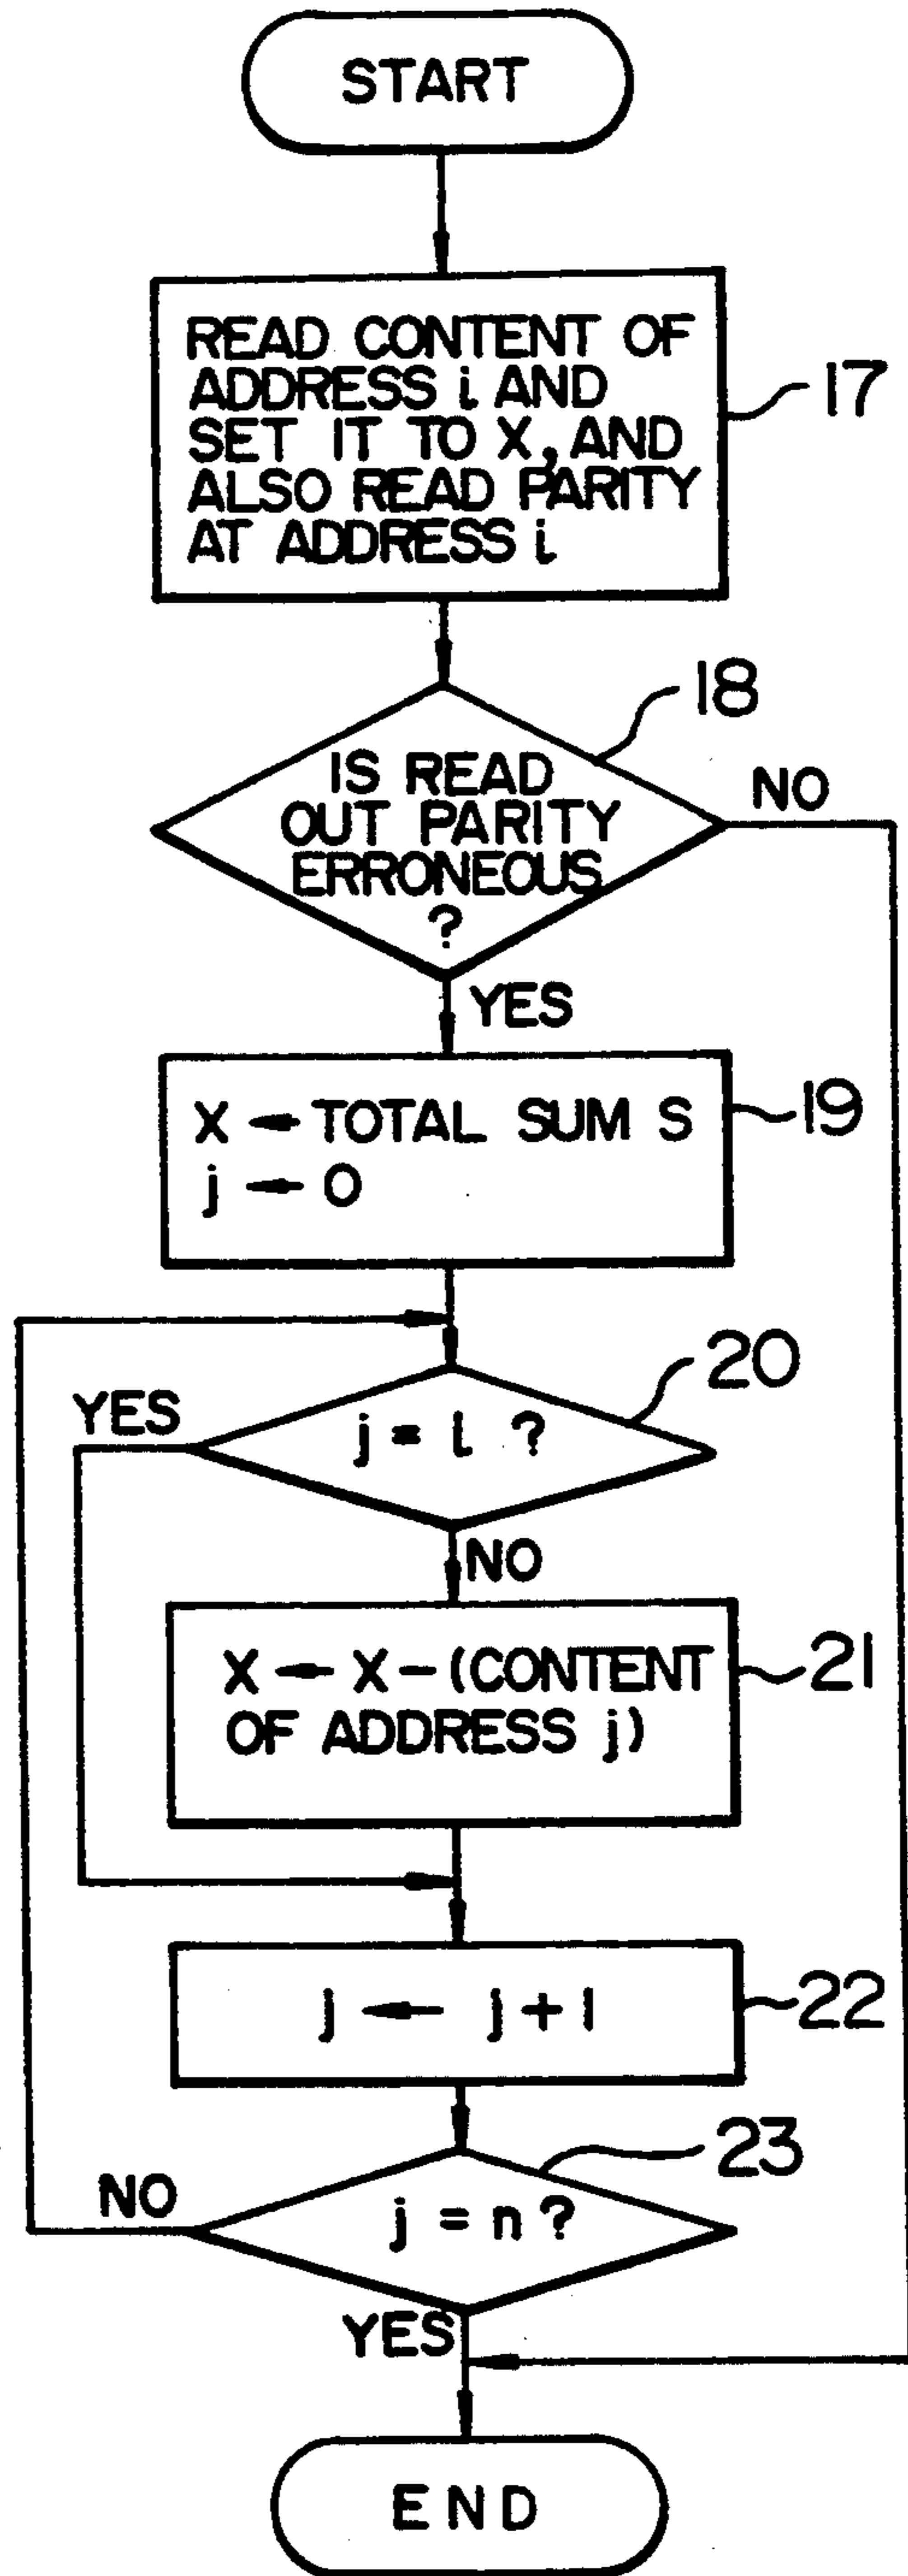 START
READ CONTENT OF
ADDRESS i AND
SET IT TO X, AND
ALSO READ PARITY
AT ADDRESS i
17
18
IS READ
OUT PARITY
ERRONEOUS
?
NO
YES
X ← TOTAL SUM S
j ← 0
19
20
YES
j = i ?
NO
X ← X – (CONTENT
OF ADDRESS j)
21
j ← j + 1
22
23
NO
j = n ?
YES
END